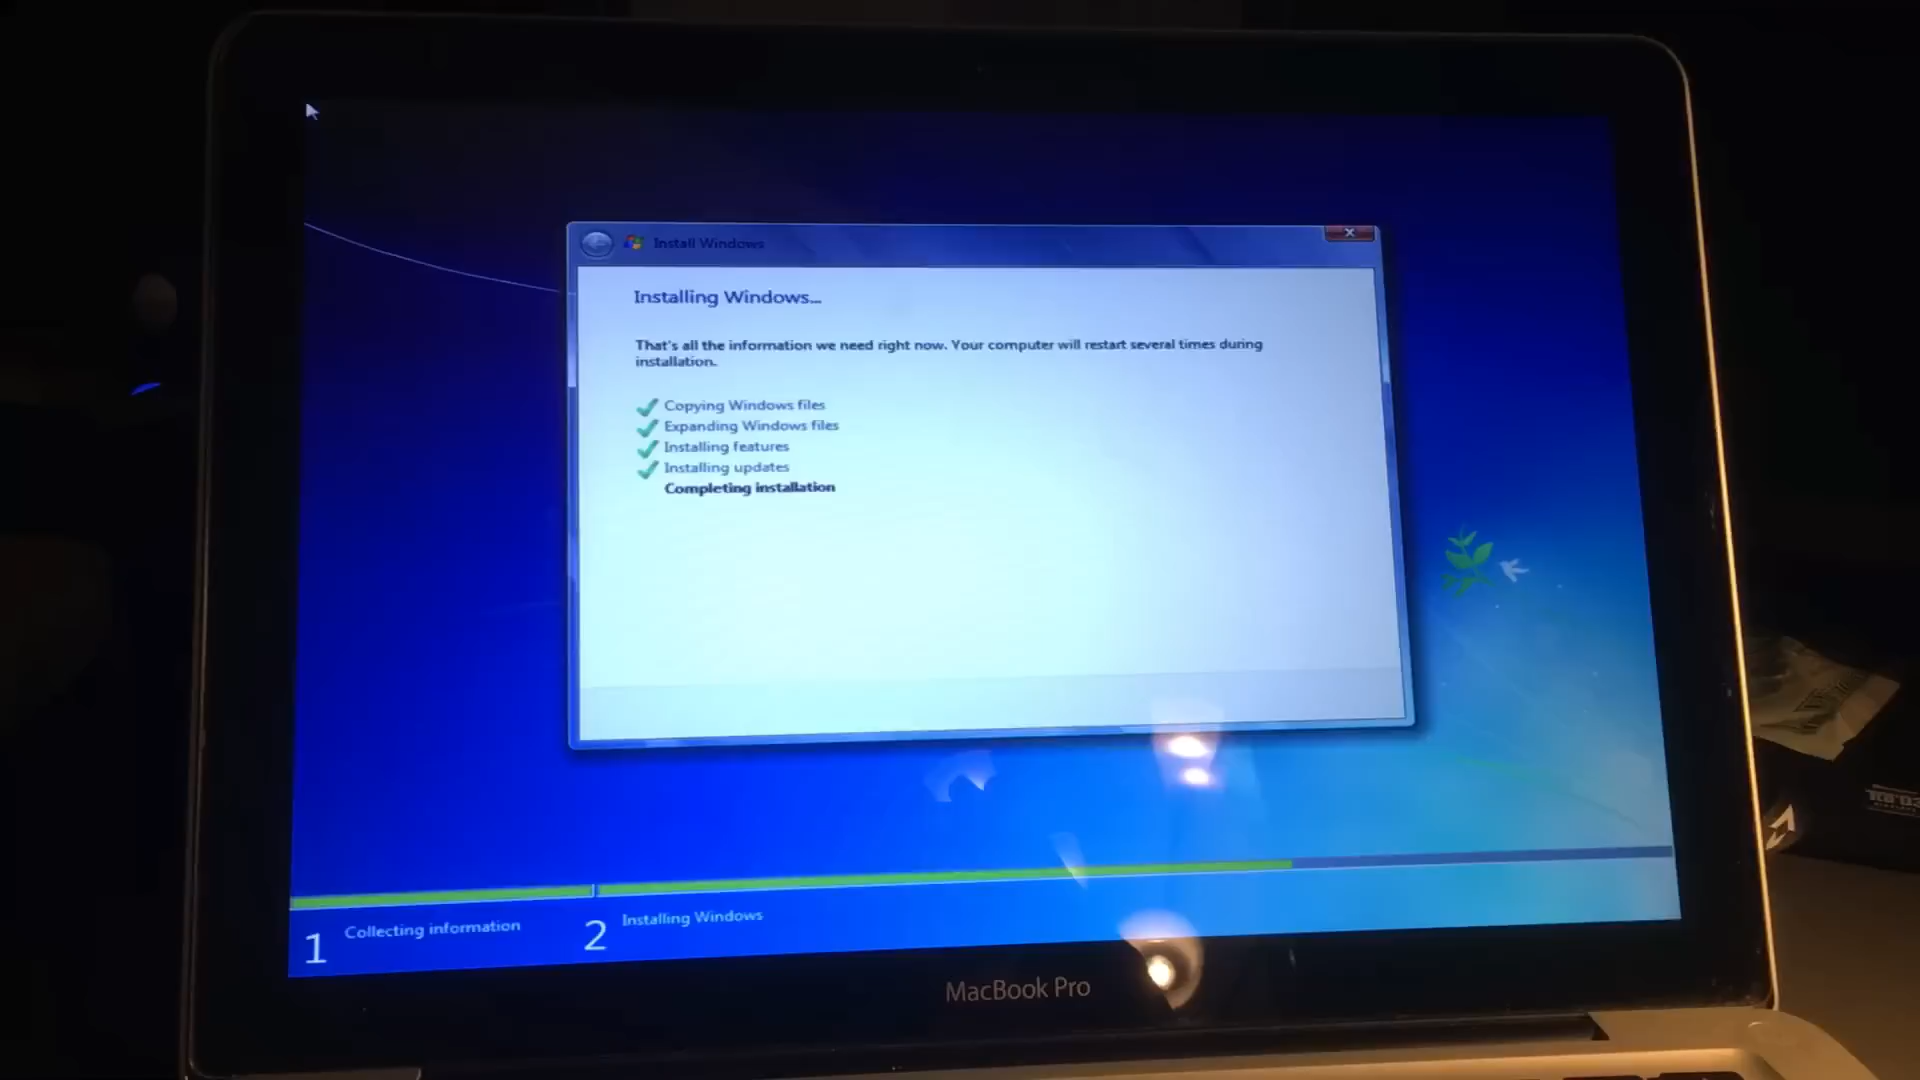 Install Windows
Installing Windows...
That's all the information we need right now. Your computer will restart several times during
installation.
Copying Windows files
Expanding Windows files
Installing features
Installing updates
Completing installation
1 Collecting information
2 Installing Windows
MacBook Pro